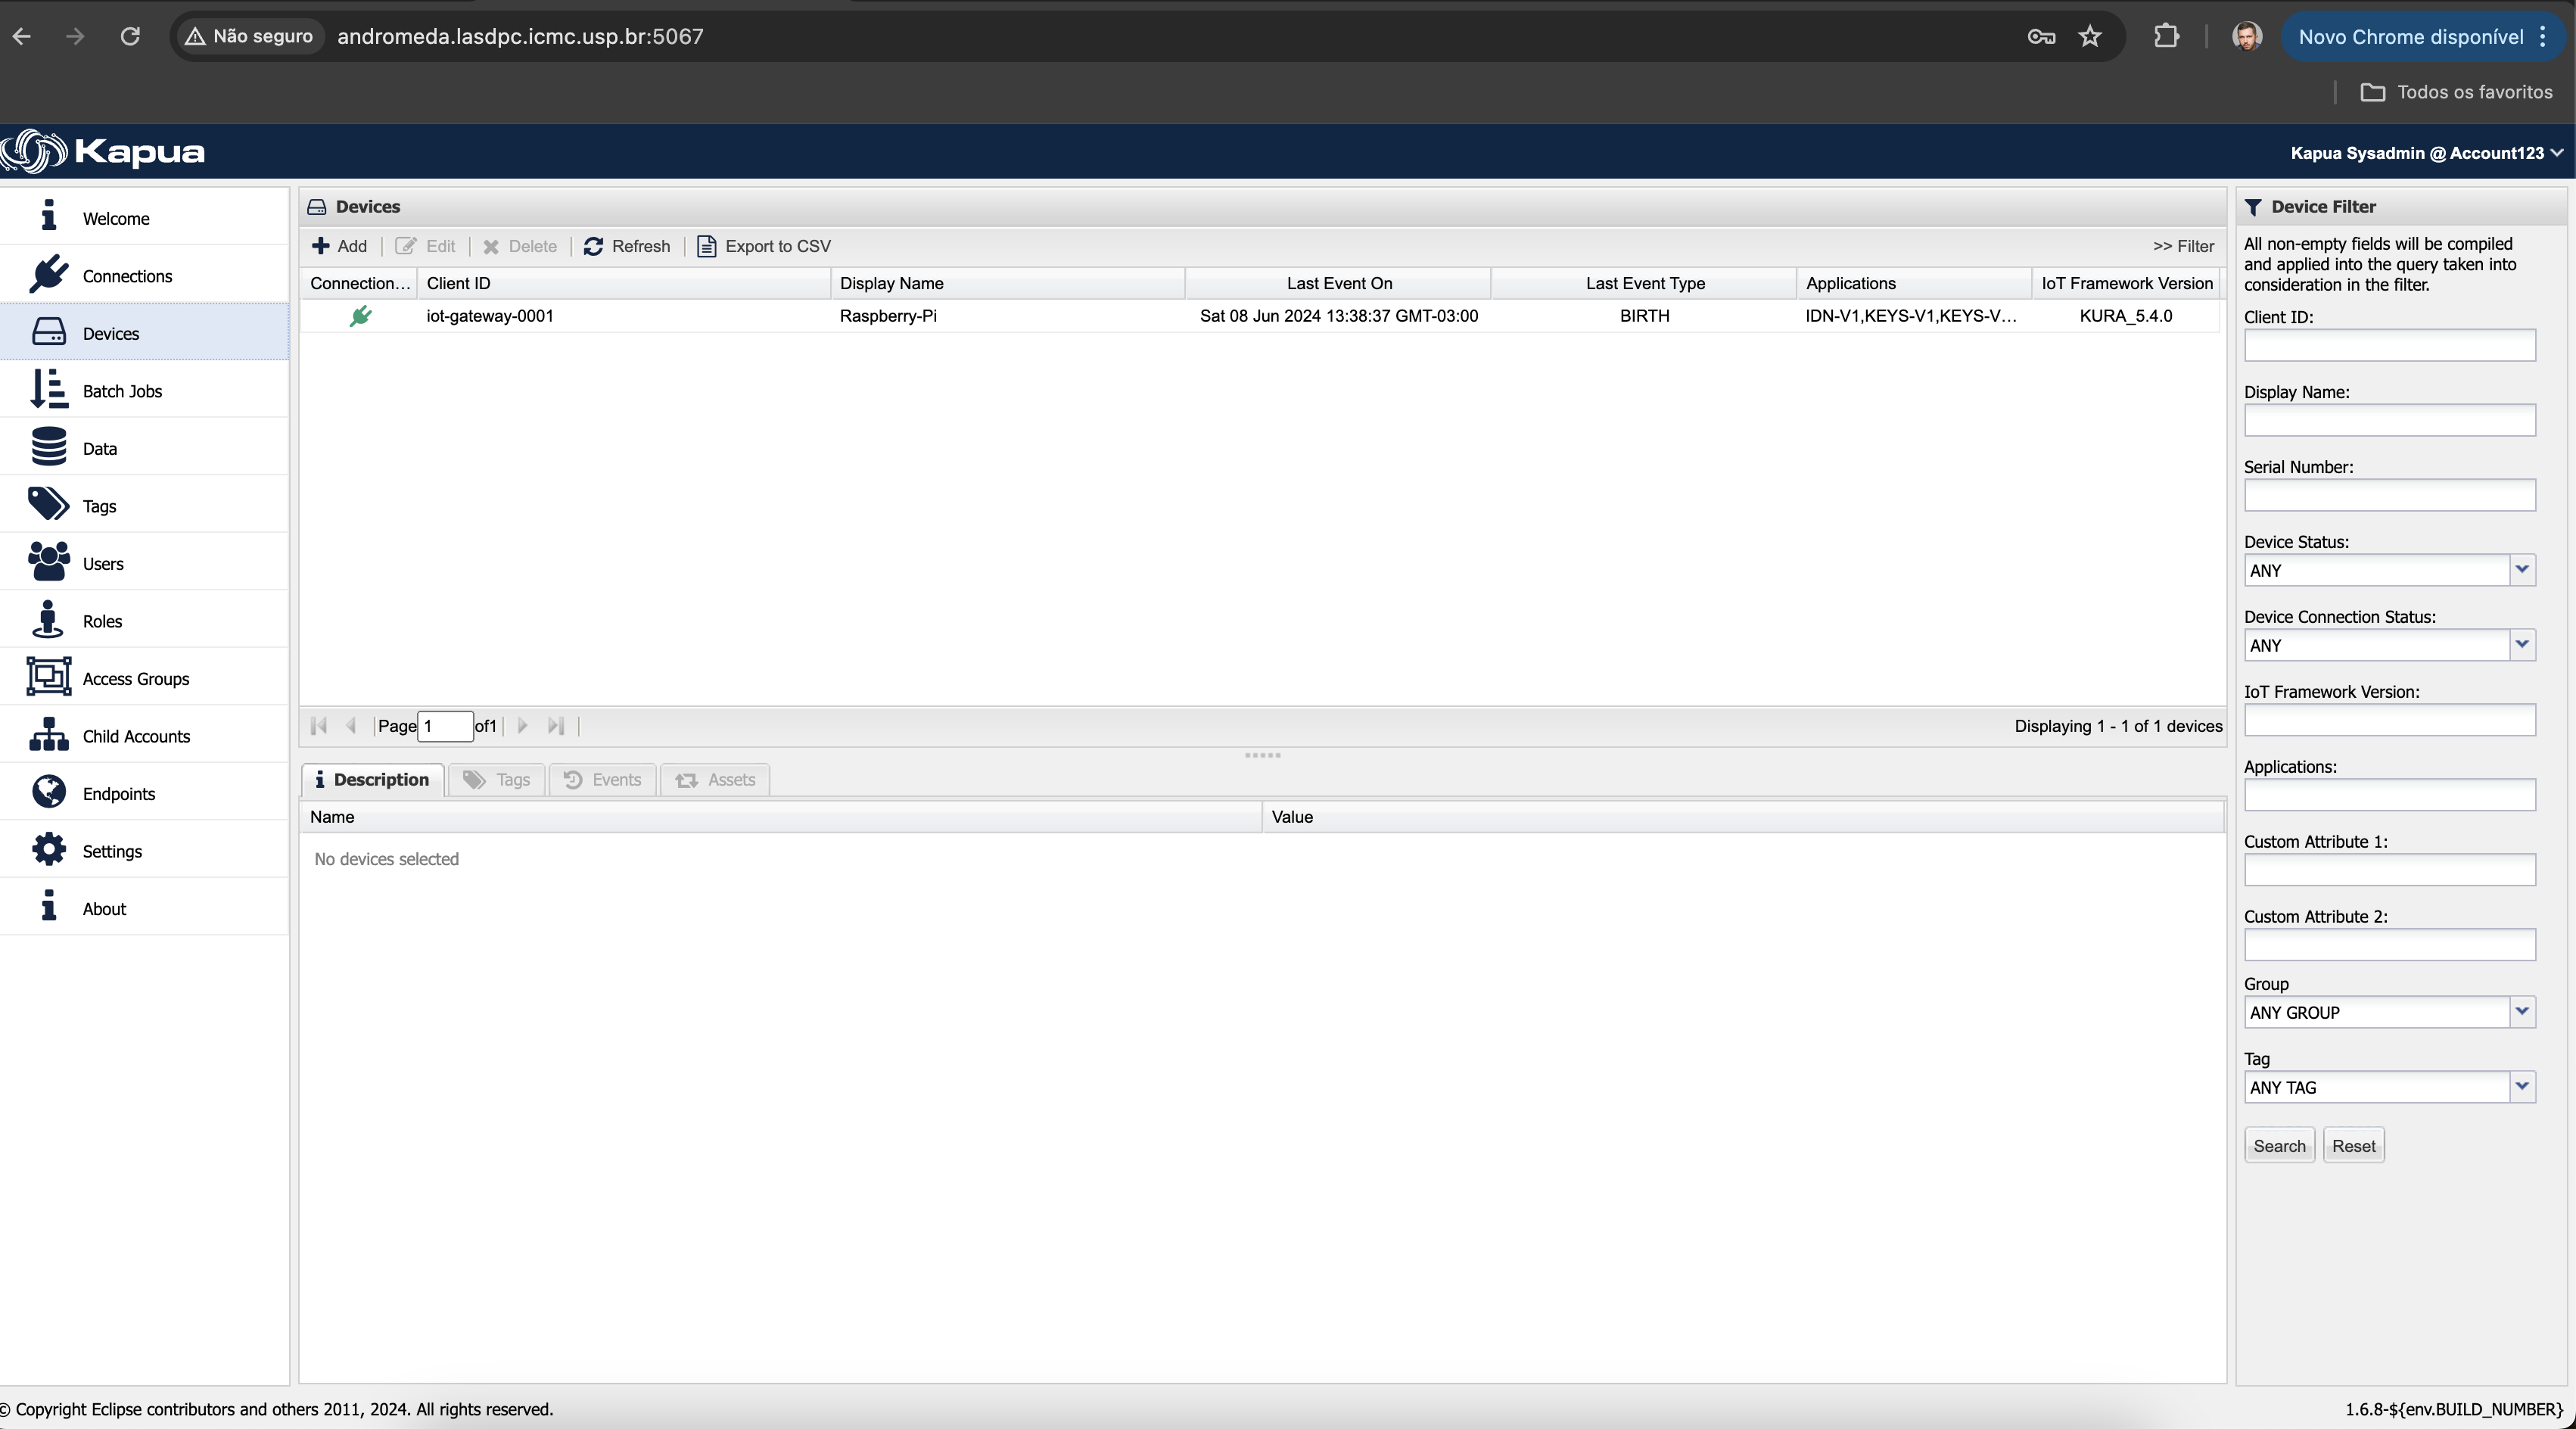 Não seguro
andromeda.lasdpc.icmc.usp.br:5067
Novo Chrome disponível
Todos os favoritos
Kapua
Kapua Sysadmin @ Account123
Welcome
Connections
Devices
Batch Jobs
Data
Tags
Users
Roles
Access Groups
Child Accounts
Endpoints
Settings
About
Devices
Add
Edit
Delete
Refresh
Export to CSV
>> Filter
Connection... Client ID Display Name Last Event On Last Event Type Applications IoT Framework Version
iot-gateway-0001 Raspberry-Pi Sat 08 Jun 2024 13:38:37 GMT-03:00 BIRTH IDN-V1,KEYS-V1,KEYS-V... KURA_5.4.0
Page 1 of1
Displaying 1 - 1 of 1 devices
Description
Tags
Events
Assets
Name Value
No devices selected
Device Filter
All non-empty fields will be compiled
and applied into the query taken into
consideration in the filter.
Client ID:
Display Name:
Serial Number:
Device Status:
ANY
Device Connection Status:
ANY
IoT Framework Version:
Applications:
Custom Attribute 1:
Custom Attribute 2:
Group
ANY GROUP
Tag
ANY TAG
Search
Reset
© Copyright Eclipse contributors and others 2011, 2024. All rights reserved.
1.6.8-${env.BUILD_NUMBER}